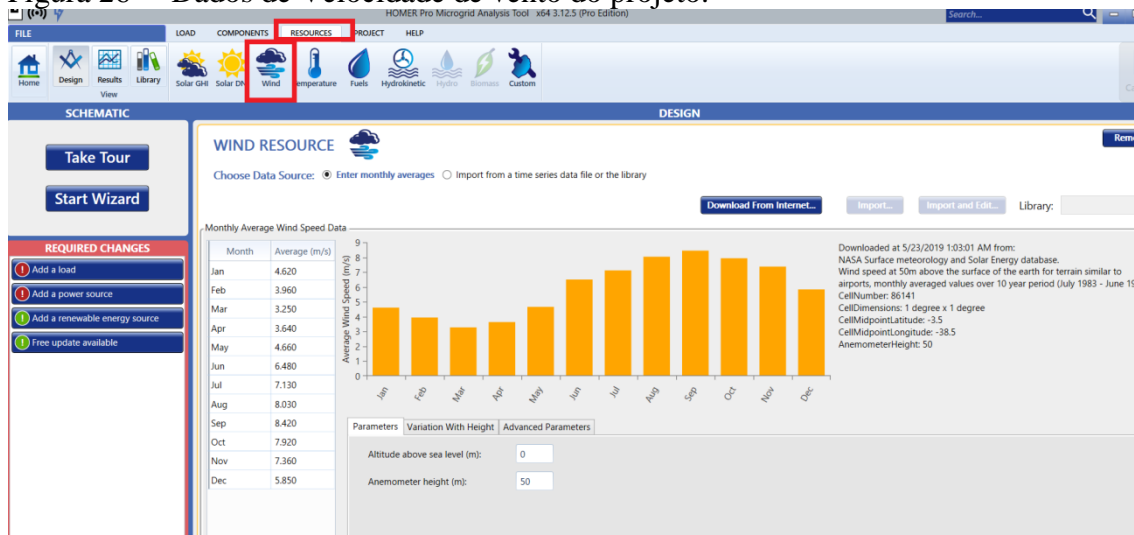 Figura 26 – Dados de Velocidade de vento do projeto.
HOMER Pro Microgrid Analysis Tool x64 3.12.5 (Pro Edition)
Search...
FILE LOAD COMPONENTS RESOURCES PROJECT HELP
Home Design Results Library Solar GHI Solar DNI Wind Temperature Fuels Hydrokinetic Hydro Biomass Custom
View
SCHEMATIC DESIGN
Take Tour
Start Wizard
REQUIRED CHANGES
Add a load
Add a power source
Add a renewable energy source
Free update available
WIND RESOURCE
Choose Data Source: Enter monthly averages Import from a time series data file or the library
Download From Internet... Import... Import and Edit... Library:
Monthly Average Wind Speed Data
Month Average (m/s)
Jan 4.620
Feb 3.960
Mar 3.250
Apr 3.640
May 4.660
Jun 6.480
Jul 7.130
Aug 8.030
Sep 8.420
Oct 7.920
Nov 7.360
Dec 5.850
Average Wind Speed (m/s)
9
8
7
6
5
4
3
2
1
0
Jan Feb Mar Apr May Jun Jul Aug Sep Oct Nov Dec
Downloaded at 5/23/2019 1:03:01 AM from:
NASA Surface meteorology and Solar Energy database.
Wind speed at 50m above the surface of the earth for terrain similar to
airports, monthly averaged values over 10 year period (July 1983 - June
CellNumber: 86141
CellDimensions: 1 degree x 1 degree
CellMidpointLatitude: -3.5
CellMidpointLongitude: -38.5
AnemometerHeight: 50
Parameters Variation With Height Advanced Parameters
Altitude above sea level (m): 0
Anemometer height (m): 50